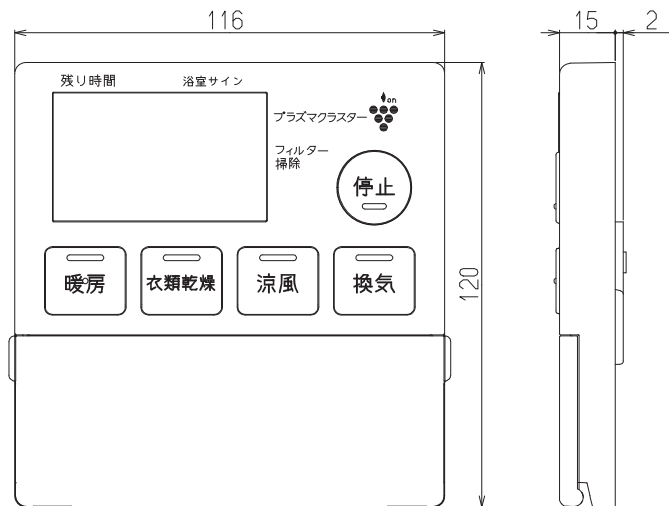 116
15
2
残り時間
浴室サイン
on
プラズマクラスター
フィルター
掃除
停止
暖房
衣類乾燥
涼風
換気
120